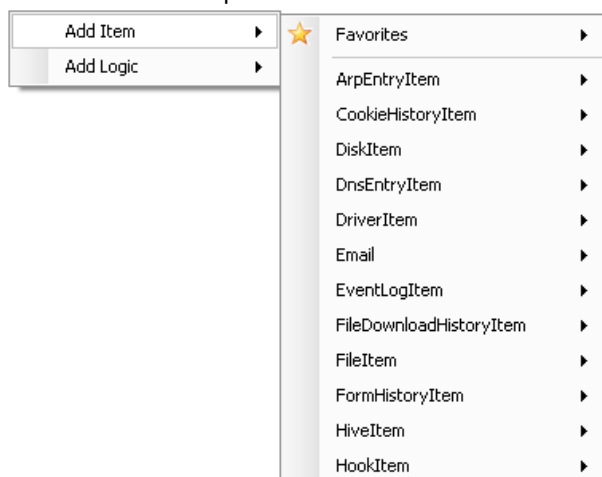 Add Item
Add Logic
Favorites
ArpEntryItem
CookieHistoryItem
DiskItem
DnsEntryItem
DriverItem
Email
EventLogItem
FileDownloadHistoryItem
FileItem
FormHistoryItem
HiveItem
HookItem